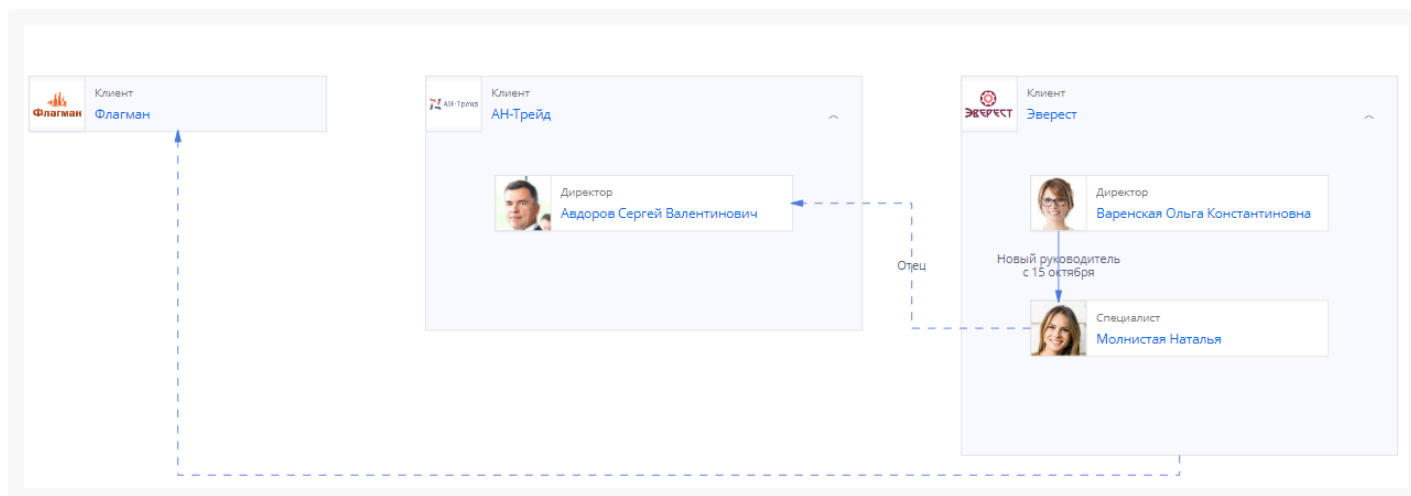 Клиент
Флагман
Флагман
Клиент
АН-Трейд
АН-Трейд
Клиент
Эверест
ЭВЕРЕСТ
Директор
Авдоров Сергей Валентинович
Директор
Варенская Ольга Константиновна
Отец
Новый руководитель
с 15 октября
Специалист
Молнистая Наталья